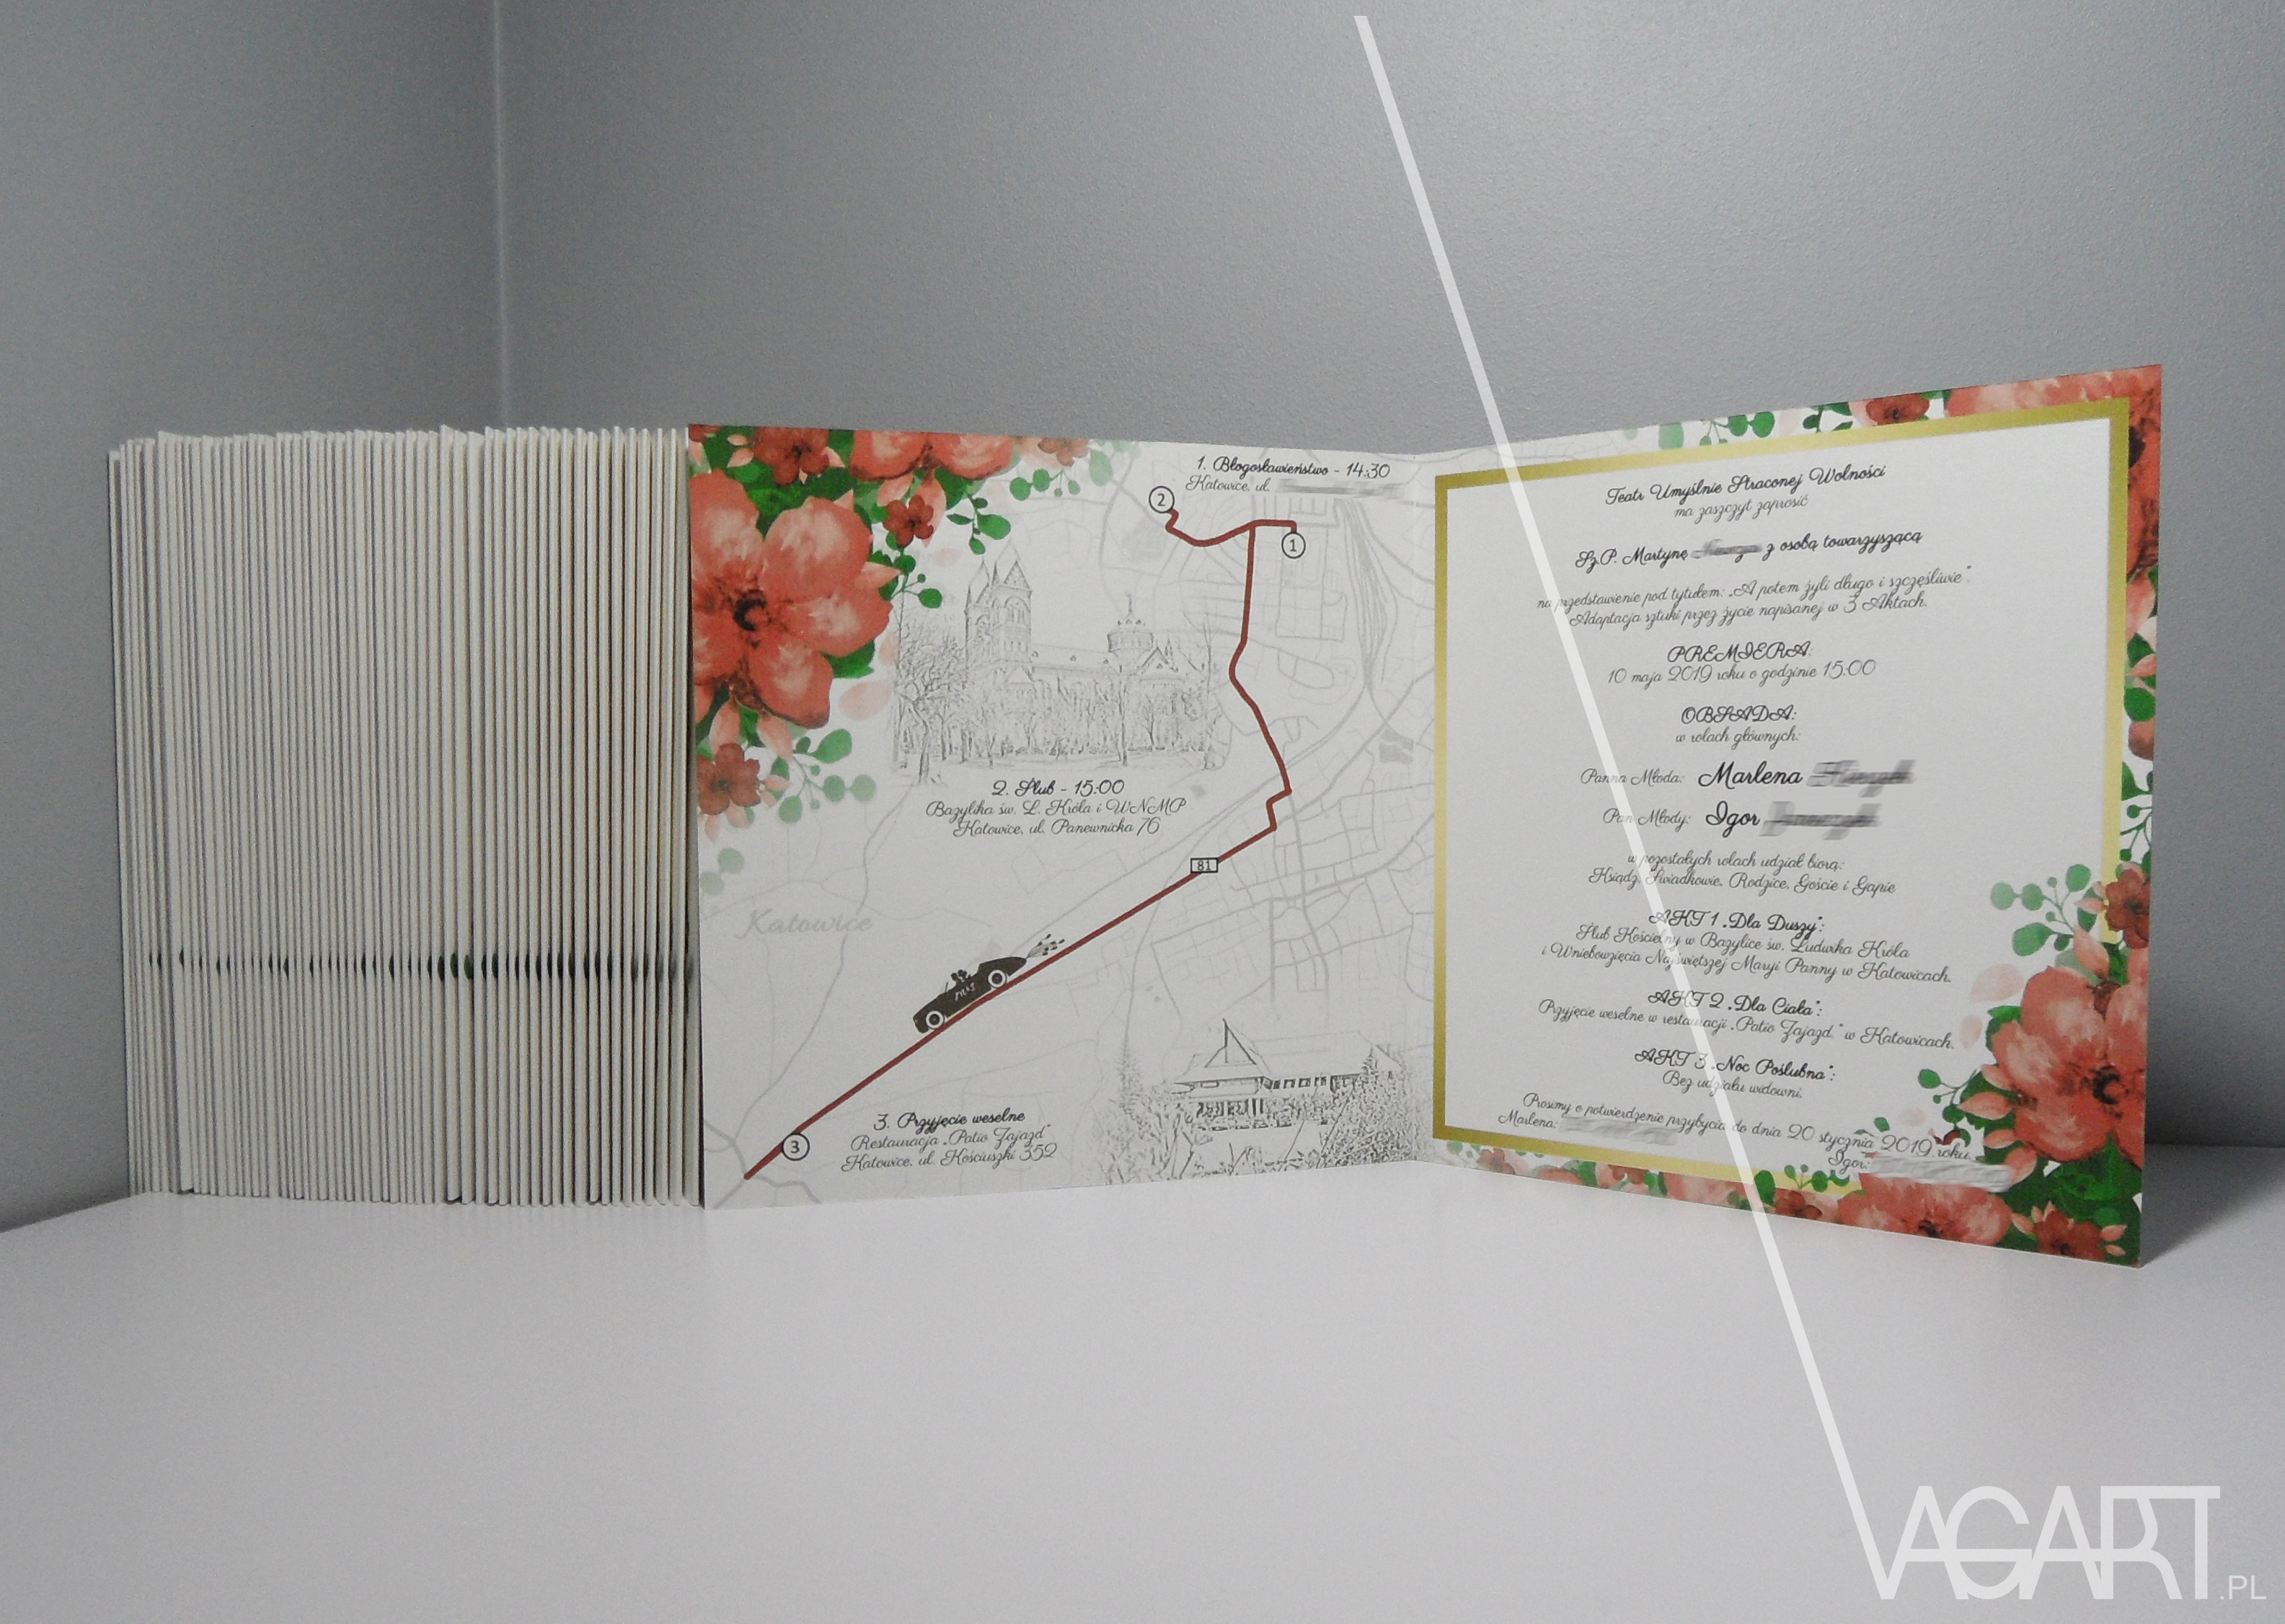 1. Błogosławieństwo - 14:30
Katowice, ul.
2
1
2. Ślub - 15:00
Bazylika św. L. Króla i WNMP
Katowice, ul. Panewnicka 76
81
Katowice
3. Przyjęcie weselne
Restauracja „Patio Zajazd"
Katowice, ul. Kościuszki 352
3
Teatr Umyślnie Straconej Wolności
ma zaszczyt zaprosić
Sz.P. Martynę z osobą towarzyszącą
na przedstawienie pod tytułem: „A potem żyli długo i szczęśliwie".
Adaptacja sztuki przez życie napisanej w 3 Aktach.
PREMIERA:
10 maja 2019 roku o godzinie 15:00
OBSADA:
w rolach głównych:
Panna Młoda: Marlena
Pan Młody: Igor
w pozostałych rolach udział biorą:
Ksiądz, Świadkowie, Rodzice, Goście i Gapie
AKT 1 „Dla Duszy":
Ślub Kościelny w Bazylice św. Ludwika Króla
i Wniebowzięcia Najświętszej Maryi Panny w Katowicach.
AKT 2 „Dla Ciała":
Przyjęcie weselne w restauracji „Patio Zajazd" w Katowicach.
AKT 3 „Noc Poślubna":
Bez udziału widowni.
Prosimy o potwierdzenie przybycia do dnia 20 stycznia 2019 roku.
Marlena: Igor:
VAGART.PL